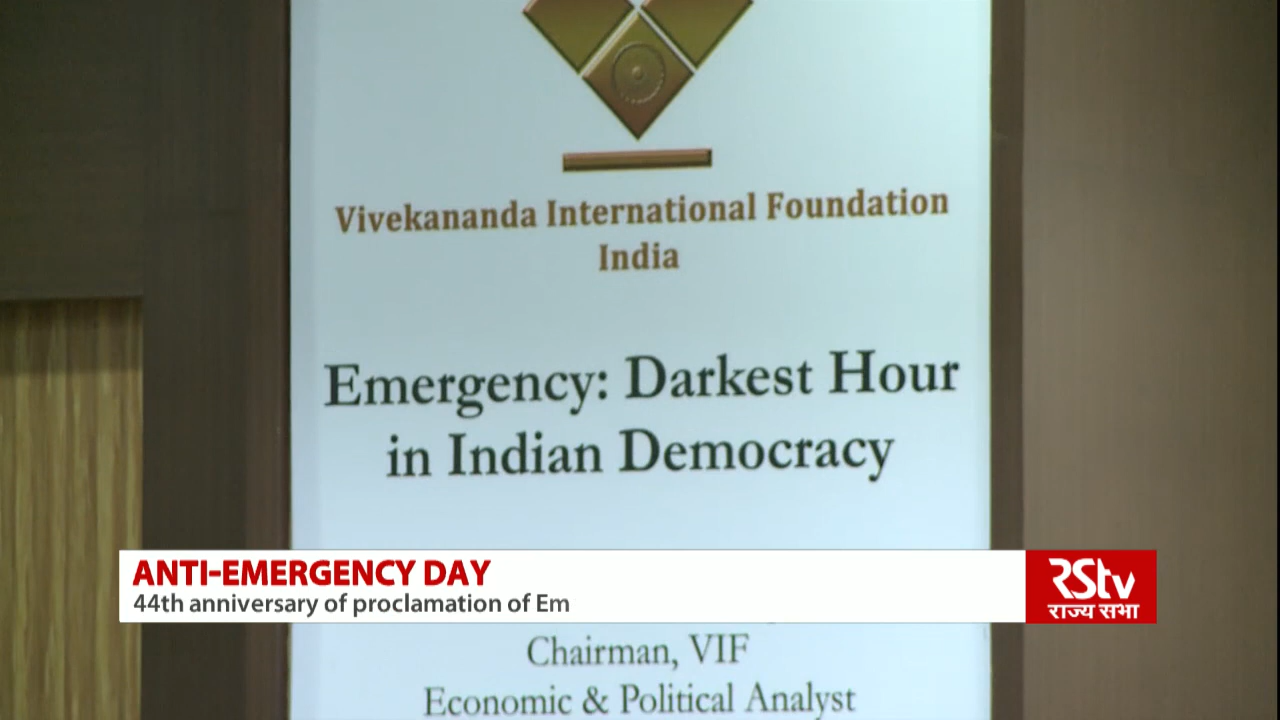 Vivekananda International Foundation
India
Emergency: Darkest Hour
in Indian Democracy
ANTI-EMERGENCY DAY
44th anniversary of proclamation of Em
RStv
राज्य सभा
Chairman, VIF
Economic & Political Analyst